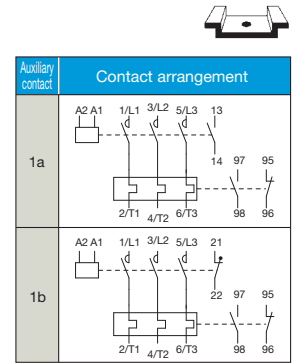 Auxiliary contact
Contact arrangement
1a
A2 A1 1/L1 3/L2 5/L3 13
14 97 95
2/T1 4/T2 6/T3 98 96
1b
A2 A1 1/L1 3/L2 5/L3 21
22 97 95
2/T1 4/T2 6/T3 98 96